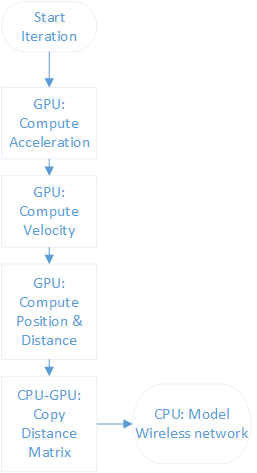 Start
Iteration
GPU:
Compute
Acceleration
GPU:
Compute
Velocity
GPU:
Compute
Position &
Distance
CPU-GPU:
Copy
Distance
Matrix
CPU: Model
Wireless network